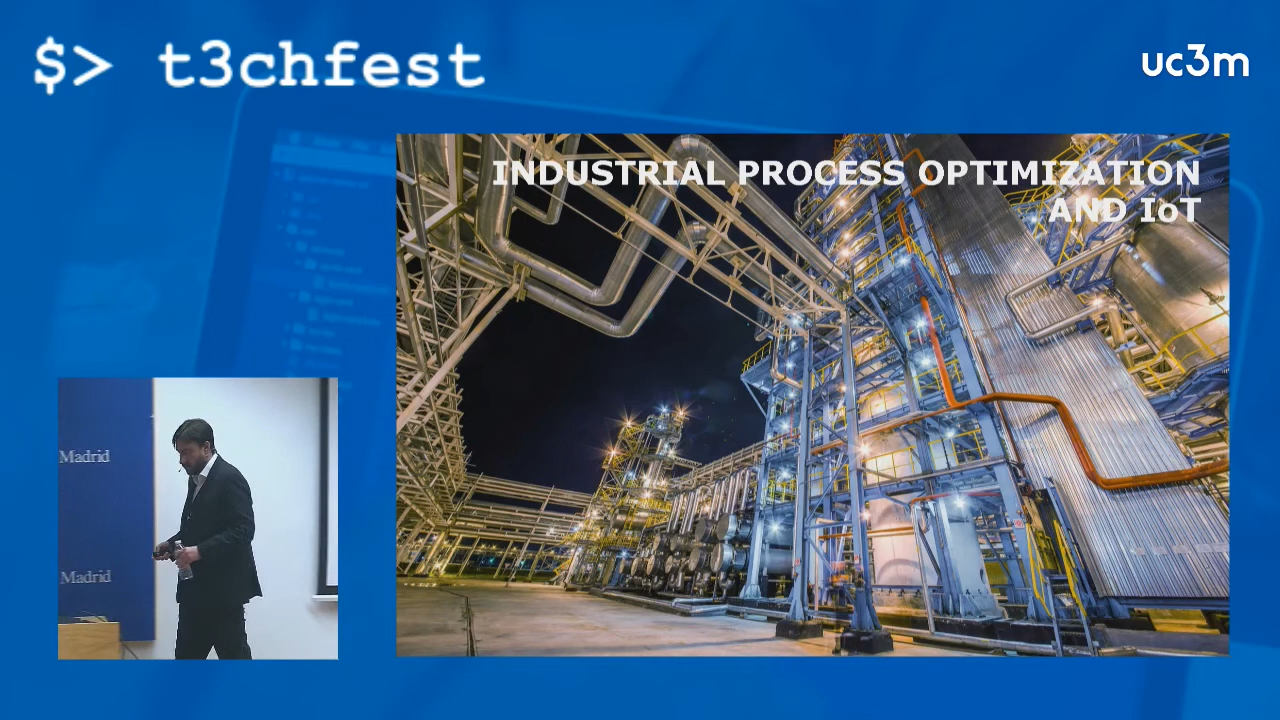 $> t3chfest
uc3m
INDUSTRIAL PROCESS OPTIMIZATION
AND IoT
Madrid
Madrid